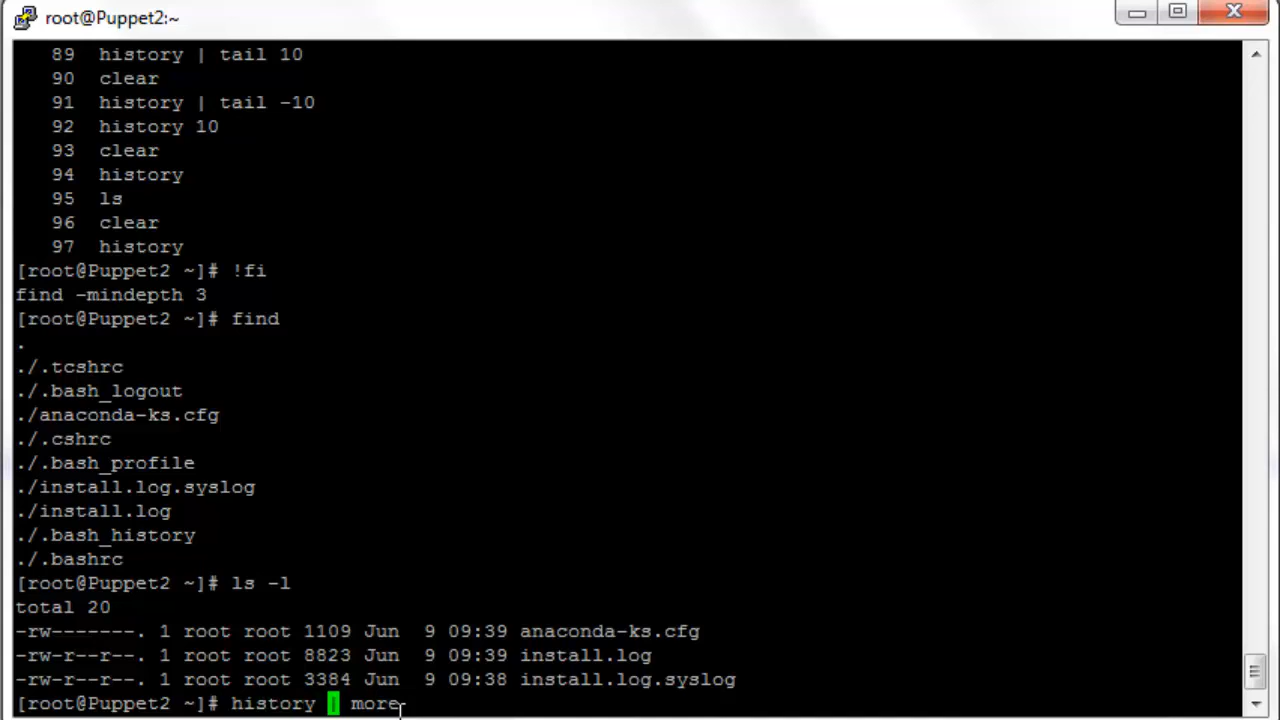 root@Puppet2:~
89 history | tail 10
90 clear
91 history | tail -10
92 history 10
93 clear
94 history
95 ls
96 clear
97 history
[root@Puppet2 ~]# !fi
find -mindepth 3
[root@Puppet2 ~]# find
.
./.tcshrc
./.bash_logout
./anaconda-ks.cfg
./.cshrc
./.bash_profile
./install.log.syslog
./install.log
./.bash_history
./.bashrc
[root@Puppet2 ~]# ls -l
total 20
-rw-------. 1 root root 1109 Jun  9 09:39 anaconda-ks.cfg
-rw-r--r--. 1 root root 8823 Jun  9 09:39 install.log
-rw-r--r--. 1 root root 3384 Jun  9 09:38 install.log.syslog
[root@Puppet2 ~]# history | more